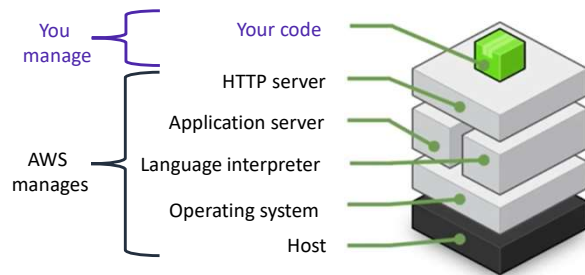 You
manage
Your code
HTTP server
Application server
AWS
manages
Language interpreter
Operating system
Host